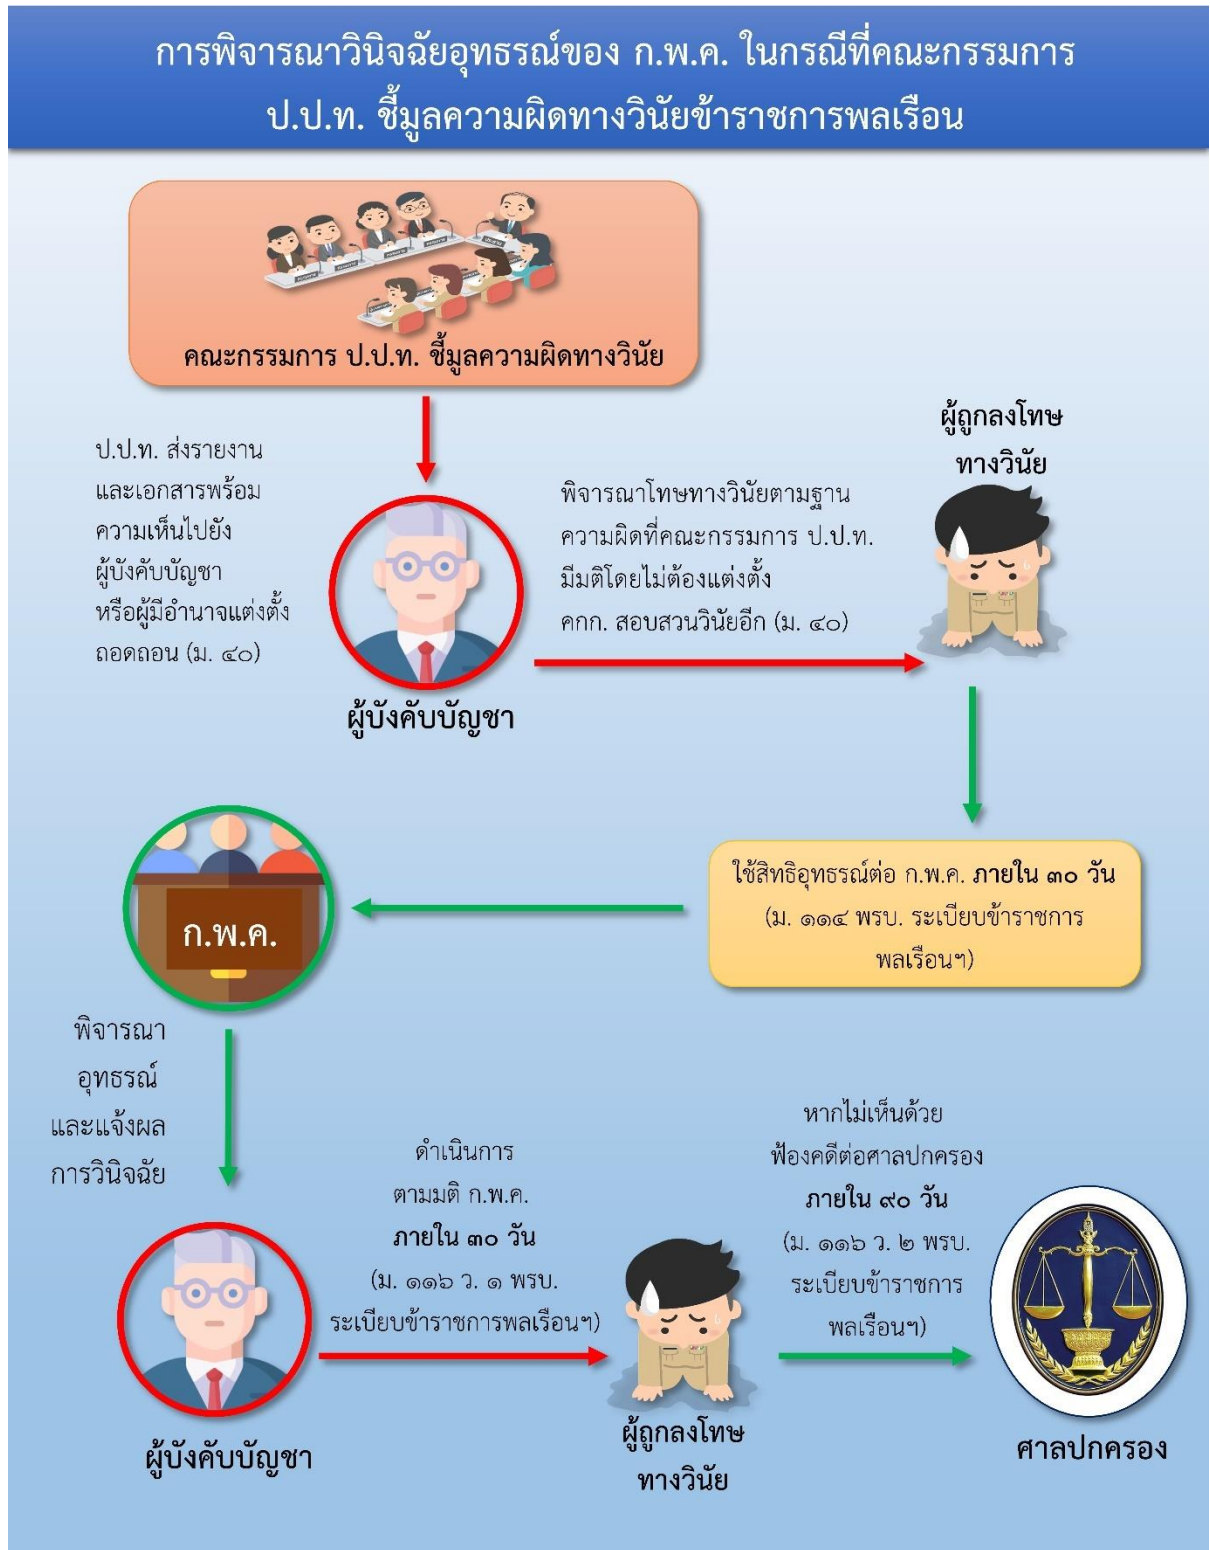 การพิจารณาวินิจฉัยอุทธรณ์ของ ก.พ.ค. ในกรณีที่คณะกรรมการ
ป.ป.ท. ชี้มูลความผิดทางวินัยข้าราชการพลเรือน
คณะกรรมการ ป.ป.ท. ชี้มูลความผิดทางวินัย
ป.ป.ท. ส่งรายงาน
และเอกสารพร้อม
ความเห็นไปยัง
ผู้บังคับบัญชา
หรือผู้มีอำนาจแต่งตั้ง
ถอดถอน (ม. ๔๐)
ผู้บังคับบัญชา
พิจารณาโทษทางวินัยตามฐาน
ความผิดที่คณะกรรมการ ป.ป.ท.
มีมติโดยไม่ต้องแต่งตั้ง
คกก. สอบสวนวินัยอีก (ม. ๔๐)
ผู้ถูกลงโทษ
ทางวินัย
ใช้สิทธิอุทธรณ์ต่อ ก.พ.ค. ภายใน ๓๐ วัน
(ม. ๑๑๔ พรบ. ระเบียบข้าราชการ
พลเรือนฯ)
ก.พ.ค.
พิจารณา
อุทธรณ์
และแจ้งผล
การวินิจฉัย
ผู้บังคับบัญชา
ดำเนินการ
ตามมติ ก.พ.ค.
ภายใน ๓๐ วัน
(ม. ๑๑๖ ว. ๑ พรบ.
ระเบียบข้าราชการพลเรือนฯ)
ผู้ถูกลงโทษ
ทางวินัย
หากไม่เห็นด้วย
ฟ้องคดีต่อศาลปกครอง
ภายใน ๙๐ วัน
(ม. ๑๑๖ ว. ๒ พรบ.
ระเบียบข้าราชการ
พลเรือนฯ)
ศาลปกครอง